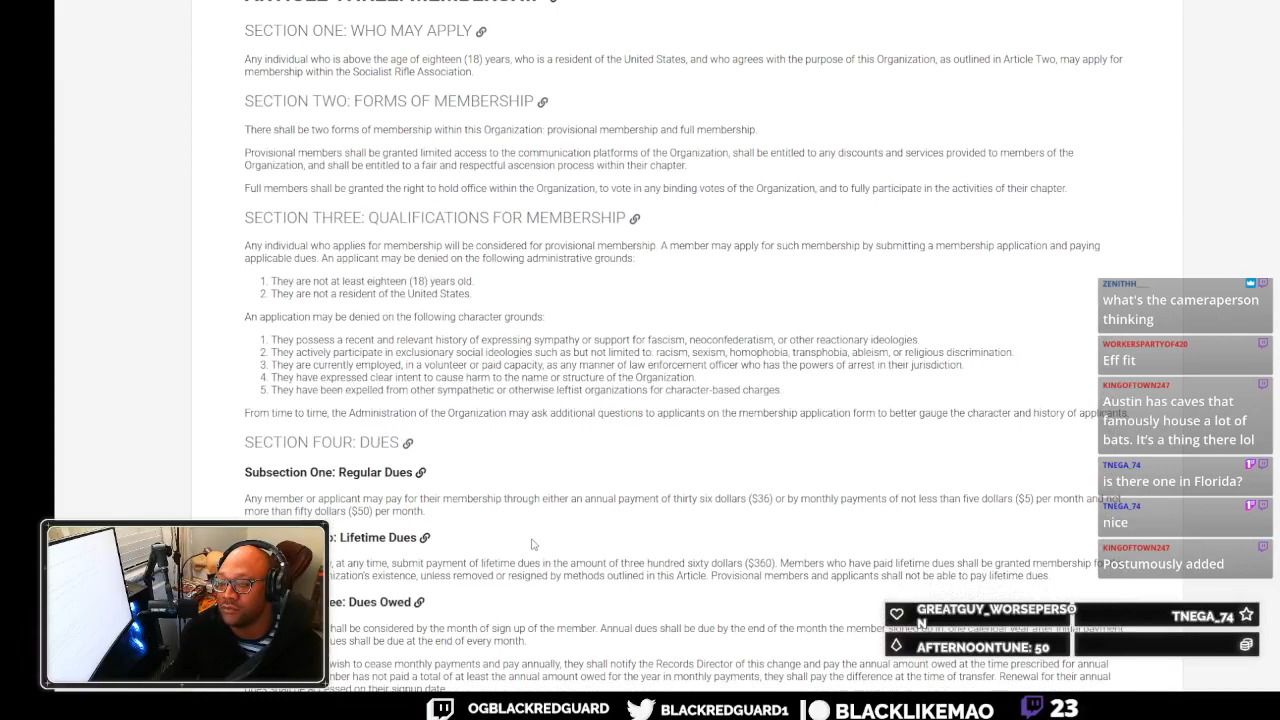 SECTION ONE: WHO MAY APPLY
Any individual who is above the age of eighteen (18) years, who is a resident of the United States, and who agrees with the purpose of this Organization, as outlined in Article Two, may apply for
membership within the Socialist Rifle Association.
SECTION TWO: FORMS OF MEMBERSHIP
There shall be two forms of membership within this Organization: provisional membership and full membership.
Provisional members shall be granted limited access to the communication platforms of the Organization, shall be entitled to any discounts and services provided to members of the
Organization, and shall be entitled to a fair and respectful ascension process within their chapter.
Full members shall be granted the right to hold office within the Organization, to vote in any binding votes of the Organization, and to fully participate in the activities of their chapter.
SECTION THREE: QUALIFICATIONS FOR MEMBERSHIP
Any individual who applies for membership will be considered for provisional membership. A member may apply for such membership by submitting a membership application and paying
applicable dues. An applicant may be denied on the following administrative grounds:
1. They are not at least eighteen (18) years old.
2. They are not a resident of the United States.
An application may be denied on the following character grounds:
1. They possess a recent and relevant history of expressing sympathy or support for fascism, neoconfederatism, or other reactionary ideologies.
2. They actively participate in exclusionary social ideologies such as but not limited to: racism, sexism, homophobia, transphobia, ableism, or religious discrimination.
3. They are currently employed, in a volunteer or paid capacity, as any manner of law enforcement officer who has the powers of arrest in their jurisdiction.
4. They have expressed clear intent to cause harm to the name or structure of the Organization.
5. They have been expelled from other sympathetic or otherwise leftist organizations for character-based charges.
From time to time, the Administration of the Organization may ask additional questions to applicants on the membership application form to better gauge the character and history of applicants.
SECTION FOUR: DUES
Subsection One: Regular Dues
Any member or applicant may pay for their membership through either an annual payment of thirty six dollars ($36) or by monthly payments of not less than five dollars ($5) per month and not
more than fifty dollars ($50) per month.
: Lifetime Dues
, at any time, submit payment of lifetime dues in the amount of three hundred sixty dollars ($360). Members who have paid lifetime dues shall be granted membership
existence, unless removed or resigned by methods outlined in this Article. Provisional members and applicants shall not be able to pay lifetime dues.
: Dues Owed
be considered by the month of sign up of the member. Annual dues shall be due by the end of the month the member signed up in, one calendar year after initial payment
dues shall be due at the end of every month.
wish to cease monthly payments and pay annually, they shall notify the Records Director of this change and pay the annual amount owed at the time prescribed for annual
has not paid a total of at least the annual amount owed for the year in monthly payments, they shall pay the difference at the time of transfer. Renewal for their annual
shall be assessed on their signup date.
ZENITHH___
what's the cameraperson
thinking
WORKERSPARTYOF420
Eff fit
KINGOFTOWN247
Austin has caves that
famously house a lot of
bats. It's a thing there lol
TNEGA_74
is there one in Florida?
TNEGA_74
nice
KINGOFTOWN247
Postumously added
GREATGUY_WORSEPERSO
N
TNEGA_74
AFTERNOONTUNE: 50
OGBLACKREDGUARD
BLACKREDGUARD1
BLACKLIKEMAO
23